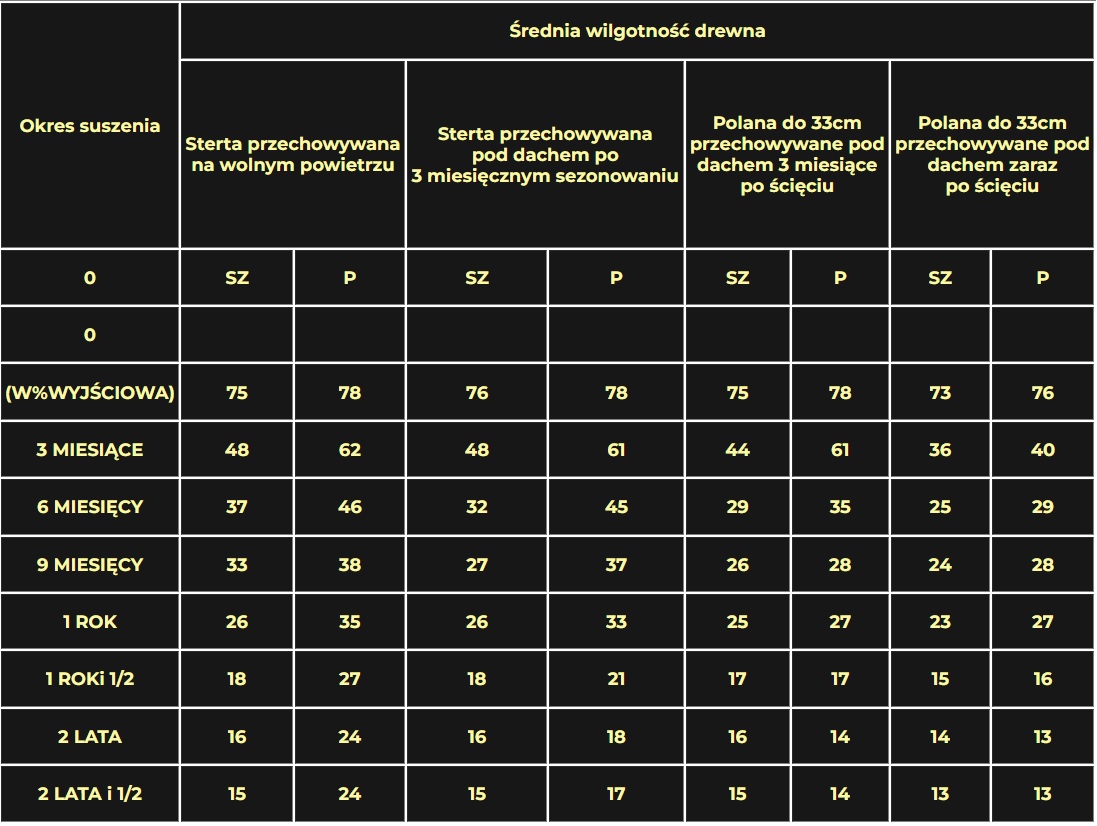 Średnia wilgotność drewna
Okres suszenia
Sterta przechowywana
na wolnym powietrzu
Sterta przechowywana
pod dachem po
3 miesięcznym sezonowaniu
Polana do 33cm
przechowywane pod
dachem 3 miesiące
po ścięciu
Polana do 33cm
przechowywane pod
dachem zaraz
po ścięciu
0 SZ P SZ P SZ P SZ P
0
(W%WYJŚCIOWA) 75 78 76 78 75 78 73 76
3 MIESIĄCE 48 62 48 61 44 61 36 40
6 MIESIĘCY 37 46 32 45 29 35 25 29
9 MIESIĘCY 33 38 27 37 26 28 24 28
1 ROK 26 35 26 33 25 27 23 27
1 ROKi 1/2 18 27 18 21 17 17 15 16
2 LATA 16 24 16 18 16 14 14 13
2 LATA i 1/2 15 24 15 17 15 14 13 13